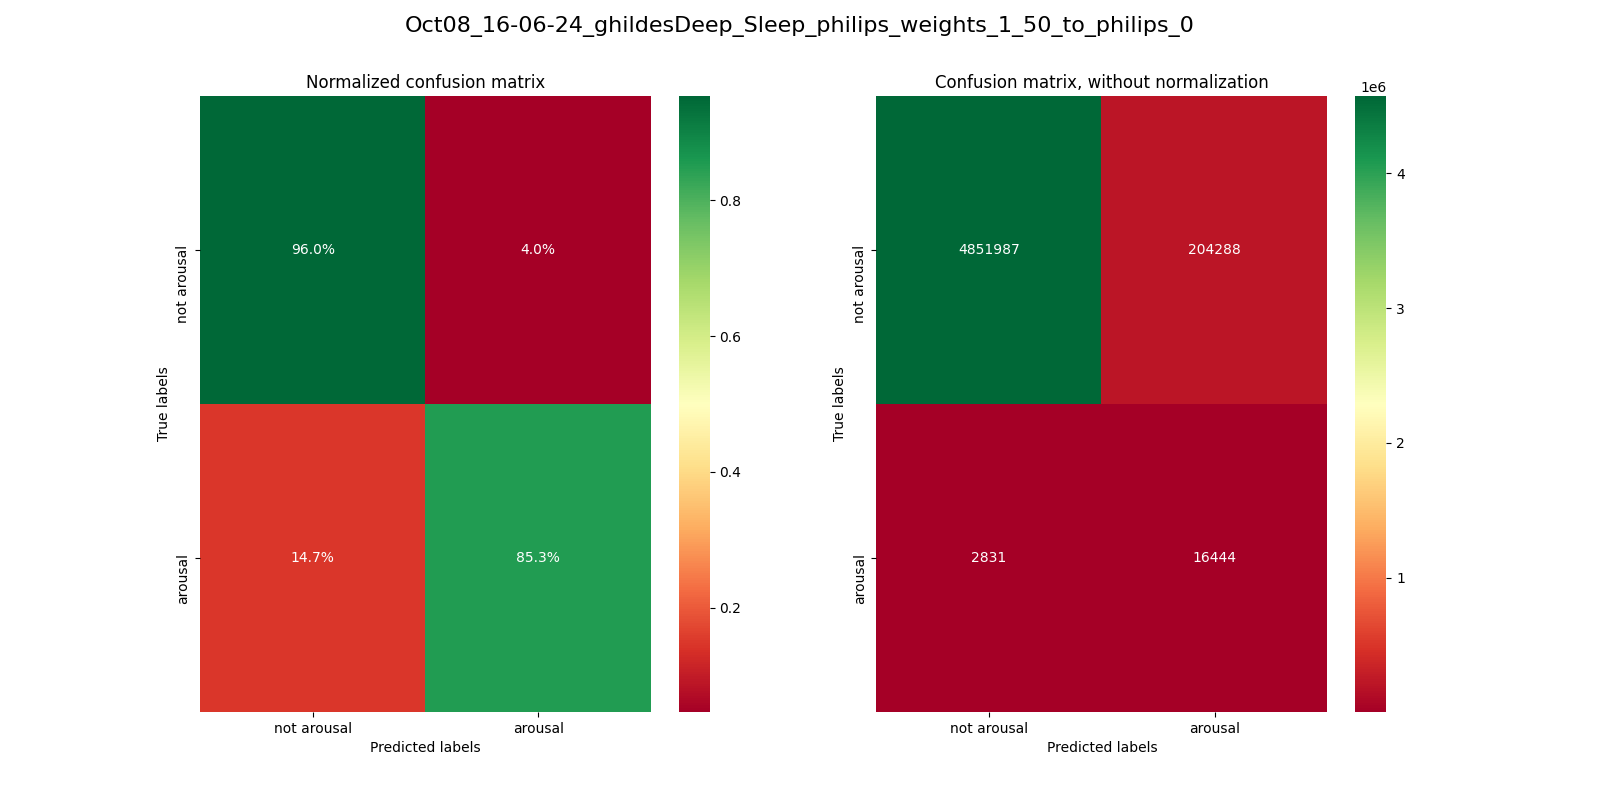 Oct08_16-06-24_ghildesDeep_Sleep_philips_weights_1_50_to_philips_0
Normalized confusion matrix
True labels
not arousal
arousal
96.0%
4.0%
14.7%
85.3%
not arousal
arousal
Predicted labels
0.8
0.6
0.4
0.2
Confusion matrix, without normalization
True labels
not arousal
arousal
4851987
204288
2831
16444
not arousal
arousal
Predicted labels
1e6
4
3
2
1